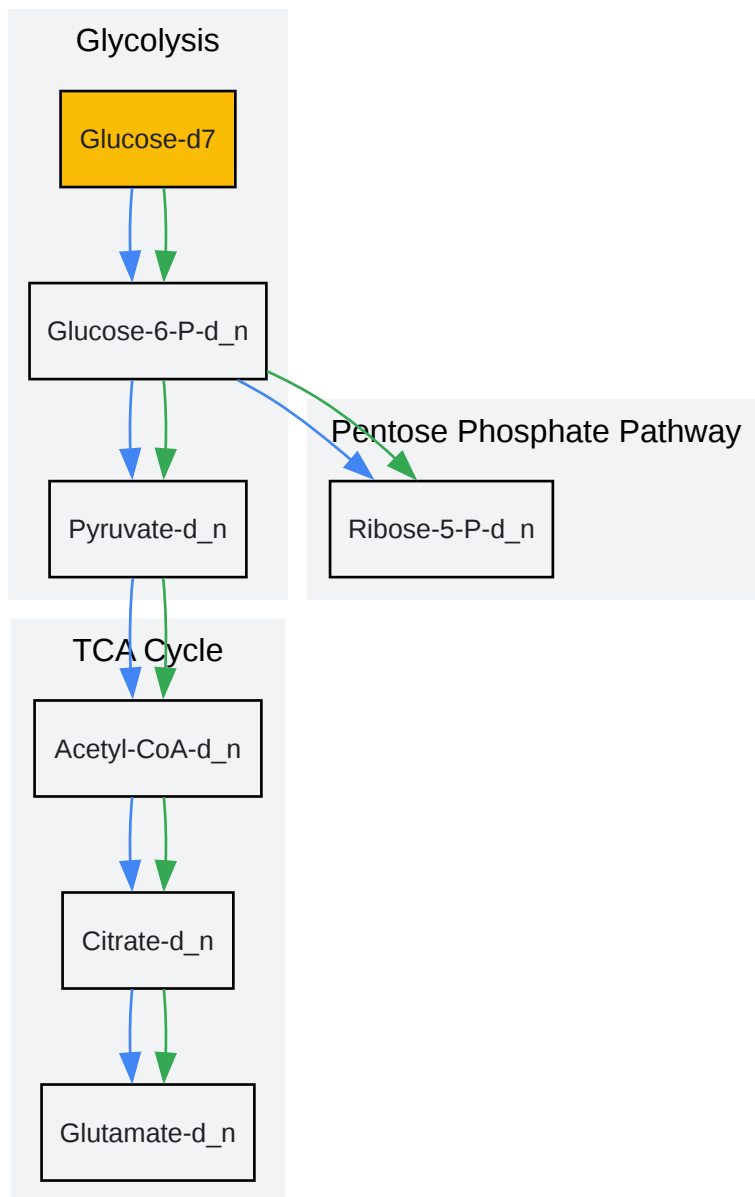 Glycolysis
Glucose-d7
Glucose-6-P-d_n
Pentose Phosphate Pathway
Pyruvate-d_n
Ribose-5-P-d_n
TCA Cycle
Acetyl-CoA-d_n
Citrate-d_n
Glutamate-d_n